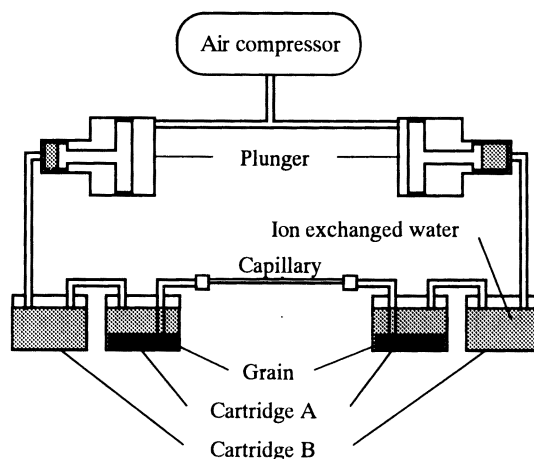 Air compressor
Plunger
Ion exchanged water
Capillary
Grain
Cartridge A
Cartridge B